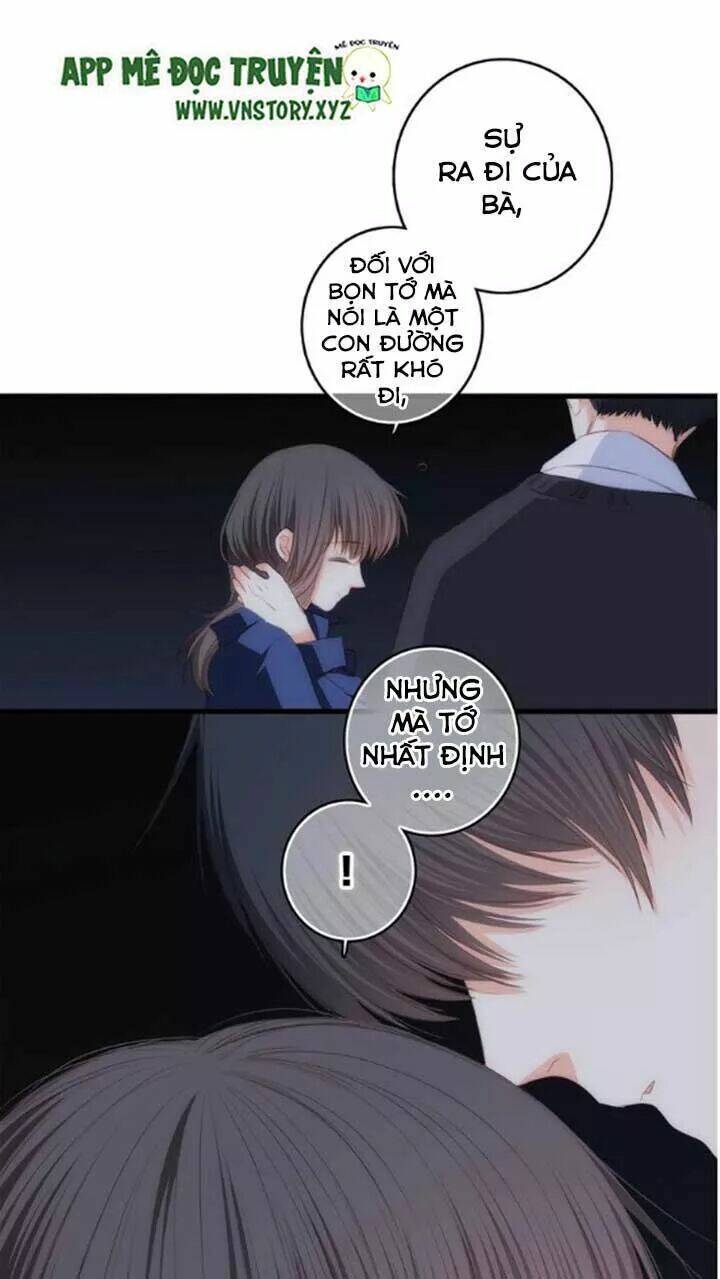 MÊ ĐỌC TRUYỆN
APP MÊ ĐỌC TRUYỆN
WWW.VNSTORY.XYZ
SỰ
RA ĐI CỦA
BÀ,
ĐỐI VỚI
BỌN TỚ MÀ
NÓI LÀ MỘT
CON ĐƯỜNG
RẤT KHÓ
ĐI,
NHƯNG
MÀ TỚ
NHẤT ĐỊNH
....
!